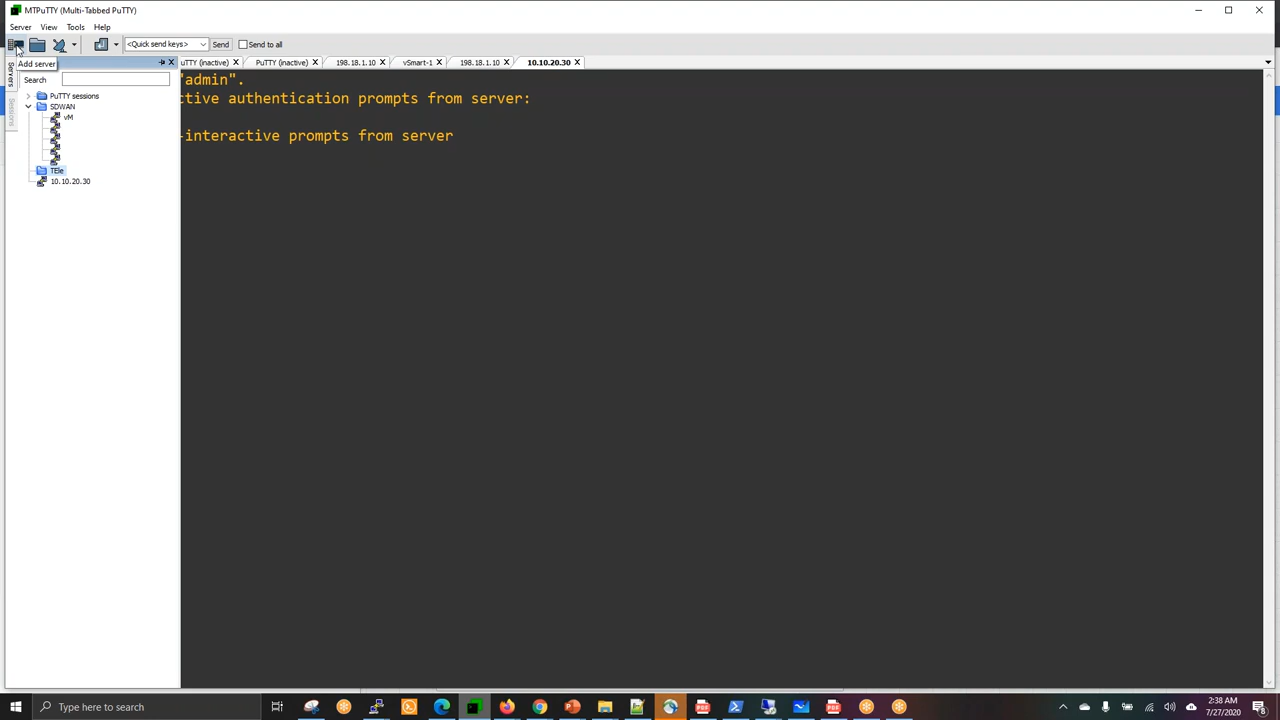 MTPuTTY (Multi-Tabbed PuTTY)
Server View Tools Help
<Quick send keys> Send Send to all
Add server
uTTY (inactive) PuTTY (inactive) 198.18.1.10 vSmart-1 198.18.1.10 10.10.20.30
Servers
Sessions
Search
PuTTY sessions
SDWAN
vM
TEle
10.10.20.30
"admin".
ctive authentication prompts from server:
-interactive prompts from server
Type here to search
2:38 AM
7/27/2020